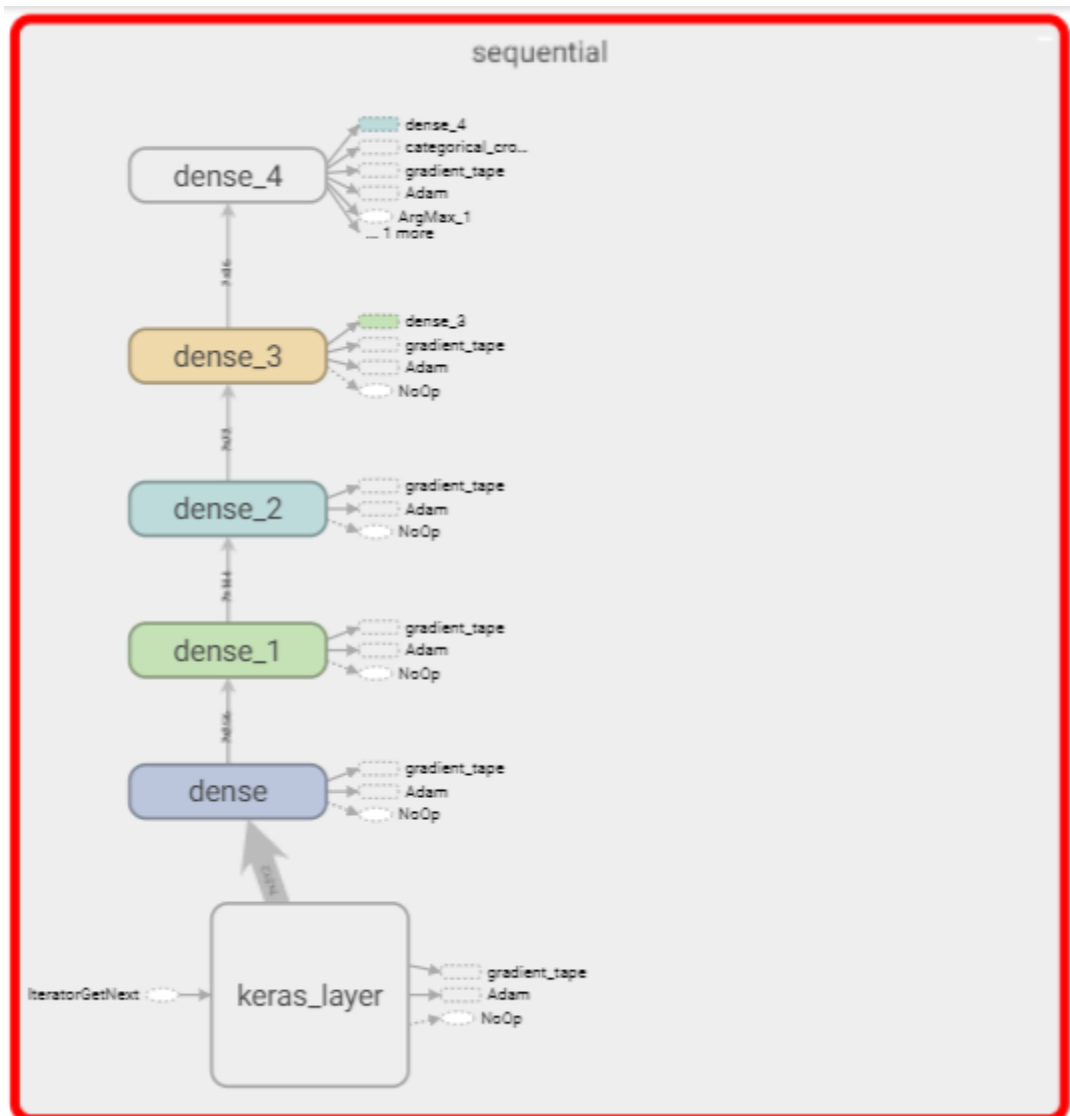 sequential
dense_4
dense_4
categorical_cro...
gradient_tape
Adam
ArgMax_1
... 1 more
dense_3
dense_3
gradient_tape
Adam
NoOp
dense_2
gradient_tape
Adam
NoOp
dense_1
gradient_tape
Adam
NoOp
dense
gradient_tape
Adam
NoOp
IteratorGetNext
keras_layer
gradient_tape
Adam
NoOp